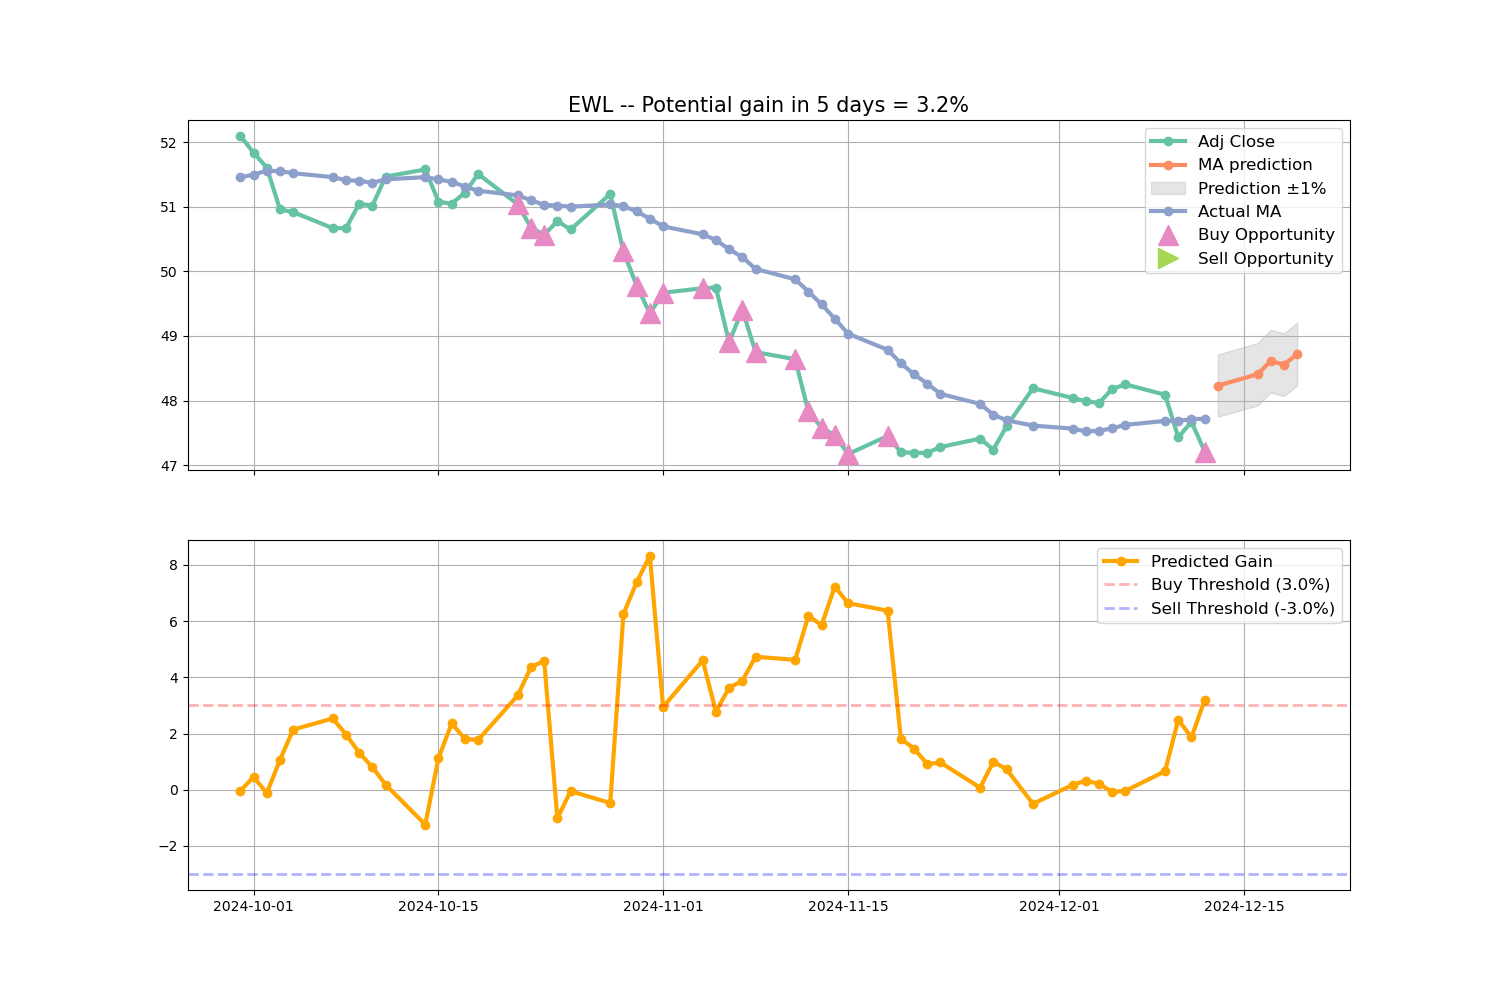 EWL -- Potential gain in 5 days = 3.2%
52
51
50
49
48
47
Adj Close
MA prediction
Prediction ±1%
Actual MA
Buy Opportunity
Sell Opportunity
8
6
4
2
0
−2
Predicted Gain
Buy Threshold (3.0%)
Sell Threshold (-3.0%)
2024-10-01
2024-10-15
2024-11-01
2024-11-15
2024-12-01
2024-12-15